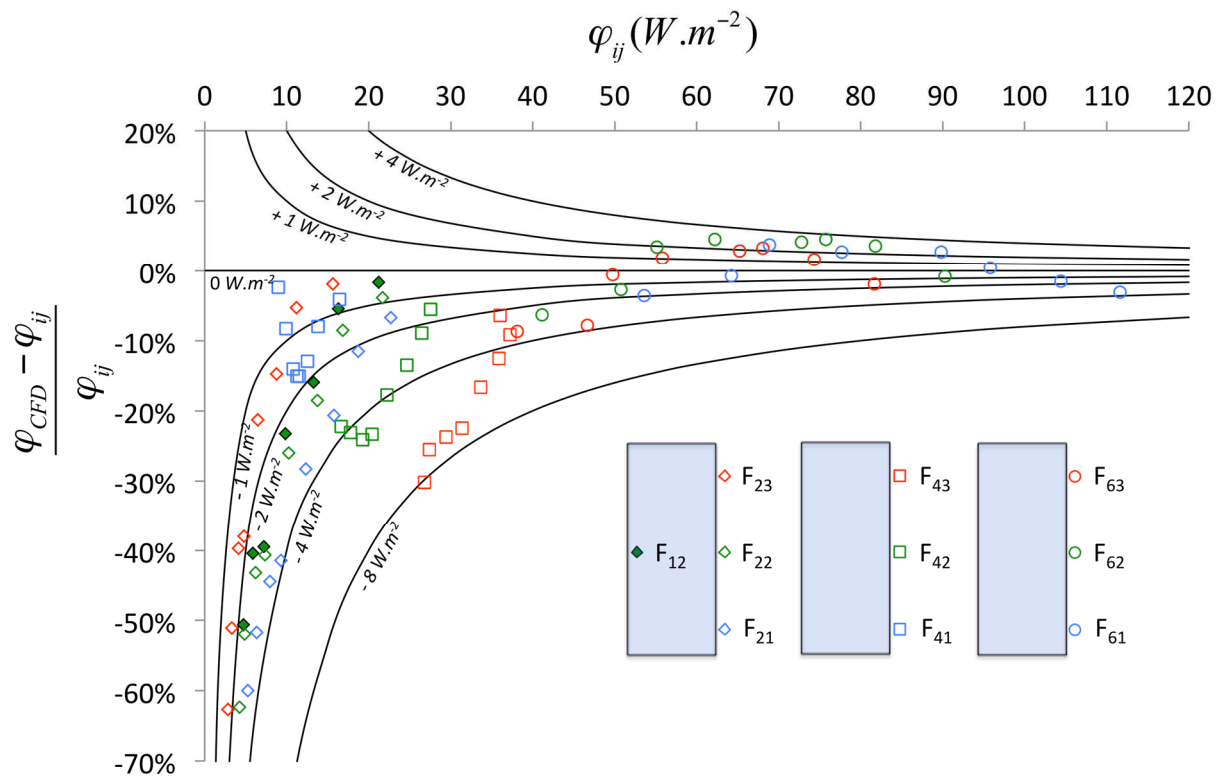 φij(W.m-2)
0 10 20 30 40 50 60 70 80 90 100 110 120
20%
10%
0%
-10%
-20%
-30%
-40%
-50%
-60%
-70%
φCFD − φij
φij
+ 4 W.m-2
+ 2 W.m-2
+ 1 W.m-2
0 W.m-2
- 1 W.m-2
- 2 W.m-2
- 4 W.m-2
- 8 W.m-2
F23 F43 F63
F12 F22 F42 F62
F21 F41 F61